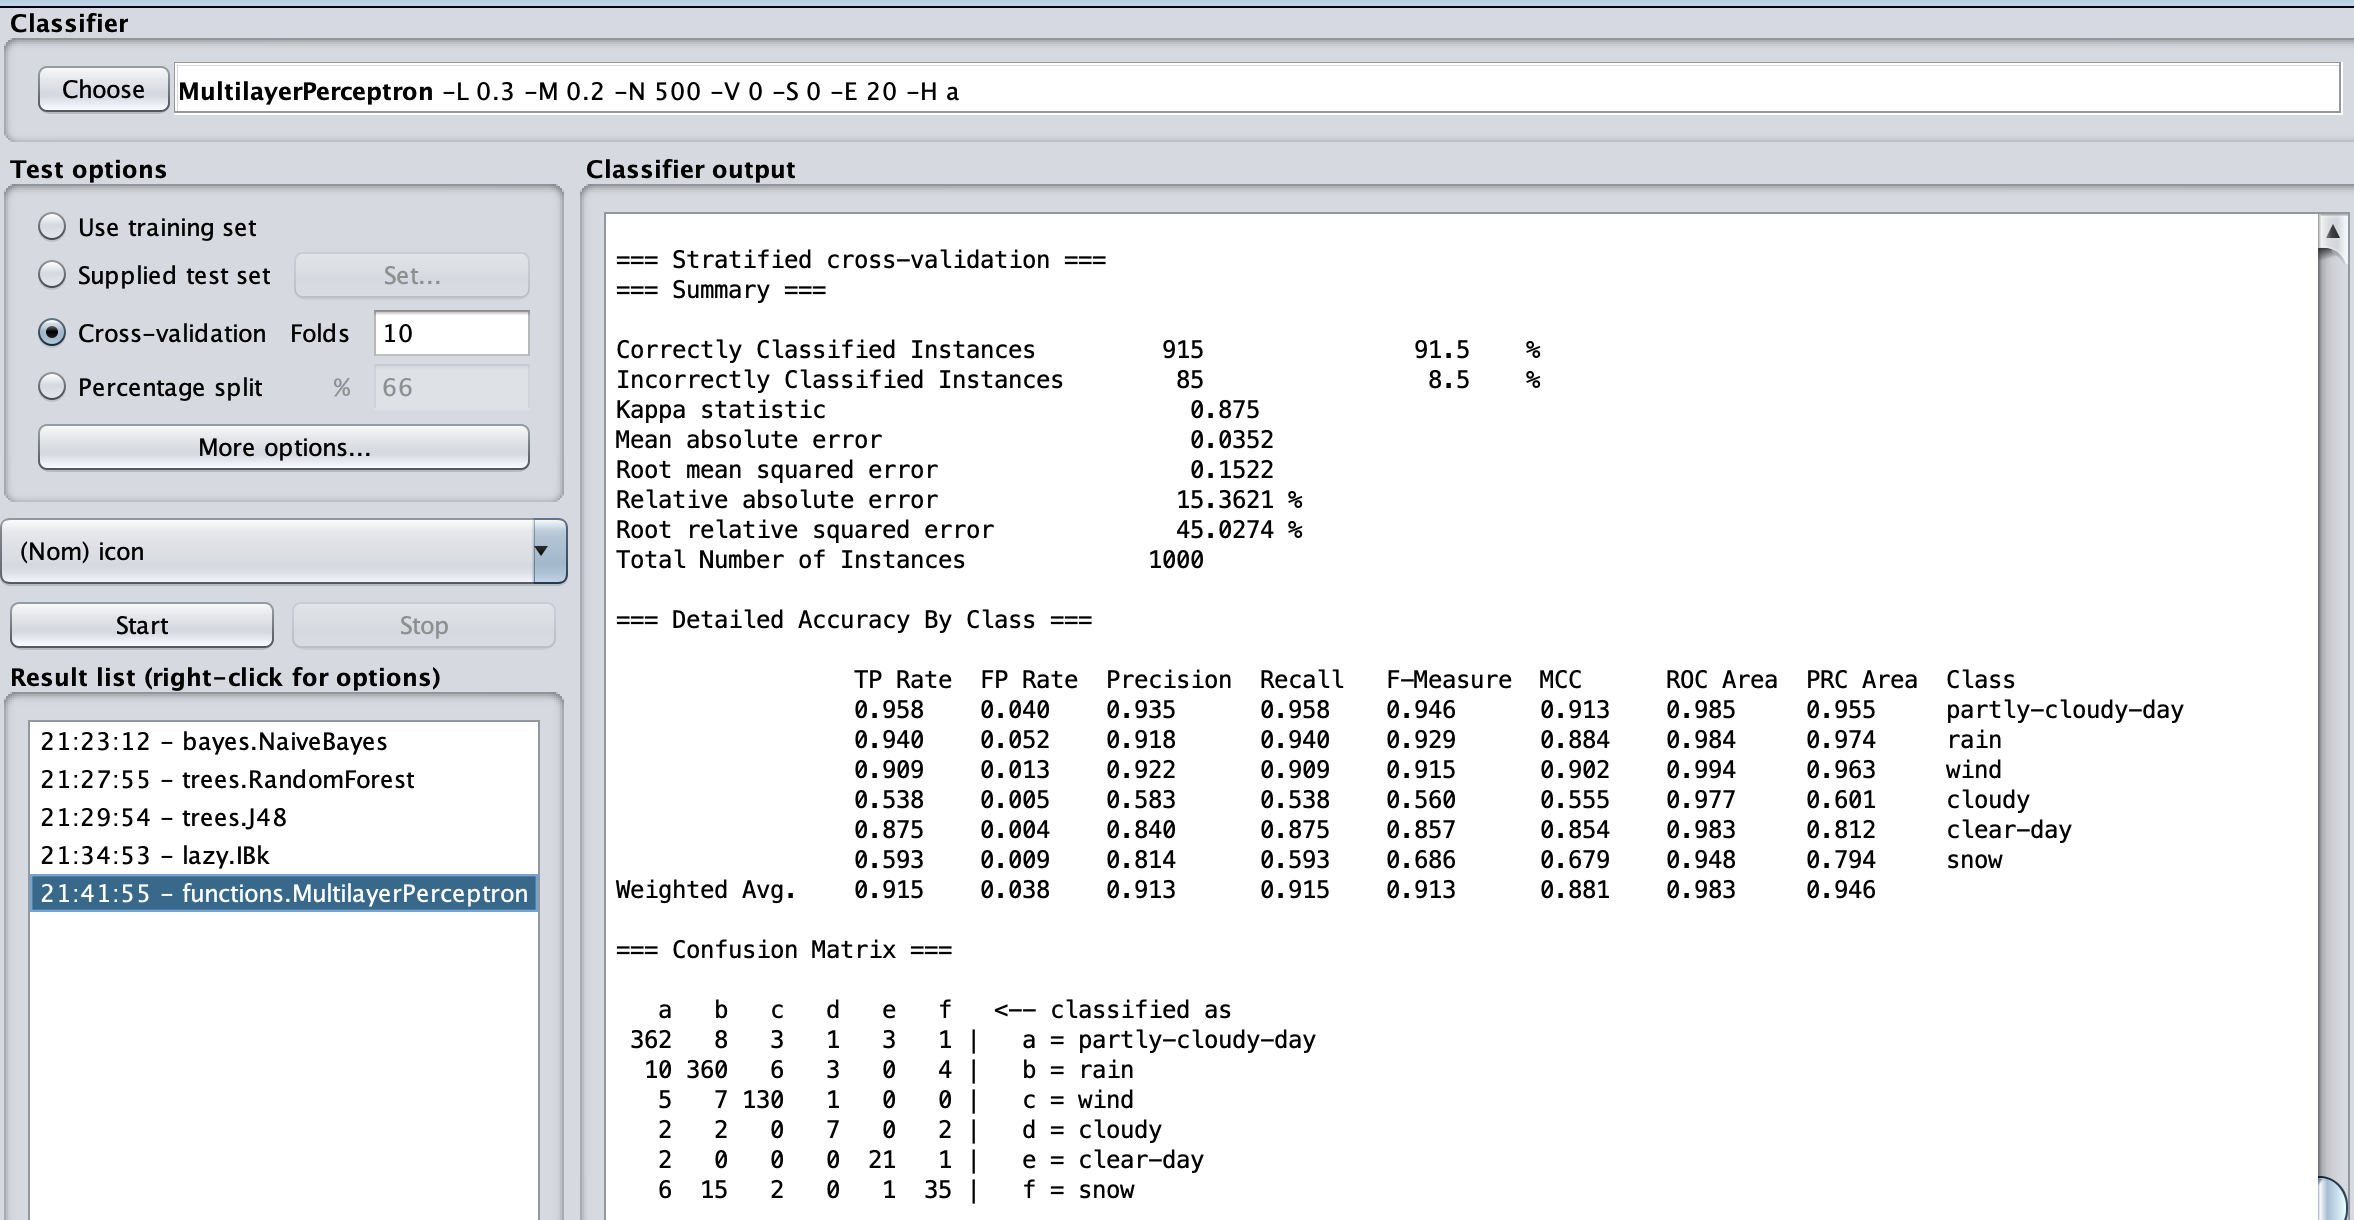 Classifier
Choose MultilayerPerceptron -L 0.3 -M 0.2 -N 500 -V 0 -S 0 -E 20 -H a
Test options
Use training set
Supplied test set Set...
Cross-validation Folds 10
Percentage split % 66
More options...
(Nom) icon
Start Stop
Result list (right-click for options)
21:23:12 - bayes.NaiveBayes
21:27:55 - trees.RandomForest
21:29:54 - trees.J48
21:34:53 - lazy.IBk
21:41:55 - functions.MultilayerPerceptron
Classifier output
=== Stratified cross-validation ===
=== Summary ===
Correctly Classified Instances 915 91.5 %
Incorrectly Classified Instances 85 8.5 %
Kappa statistic 0.875
Mean absolute error 0.0352
Root mean squared error 0.1522
Relative absolute error 15.3621 %
Root relative squared error 45.0274 %
Total Number of Instances 1000
=== Detailed Accuracy By Class ===
TP Rate FP Rate Precision Recall F-Measure MCC ROC Area PRC Area Class
0.958 0.040 0.935 0.958 0.946 0.913 0.985 0.955 partly-cloudy-day
0.940 0.052 0.918 0.940 0.929 0.884 0.984 0.974 rain
0.909 0.013 0.922 0.909 0.915 0.902 0.994 0.963 wind
0.538 0.005 0.583 0.538 0.560 0.555 0.977 0.601 cloudy
0.875 0.004 0.840 0.875 0.857 0.854 0.983 0.812 clear-day
0.593 0.009 0.814 0.593 0.686 0.679 0.948 0.794 snow
Weighted Avg. 0.915 0.038 0.913 0.915 0.913 0.881 0.983 0.946
=== Confusion Matrix ===
a b c d e f <-- classified as
362 8 3 1 3 1 | a = partly-cloudy-day
10 360 6 3 0 4 | b = rain
5 7 130 1 0 0 | c = wind
2 2 0 7 0 2 | d = cloudy
2 0 0 0 21 1 | e = clear-day
6 15 2 0 1 35 | f = snow